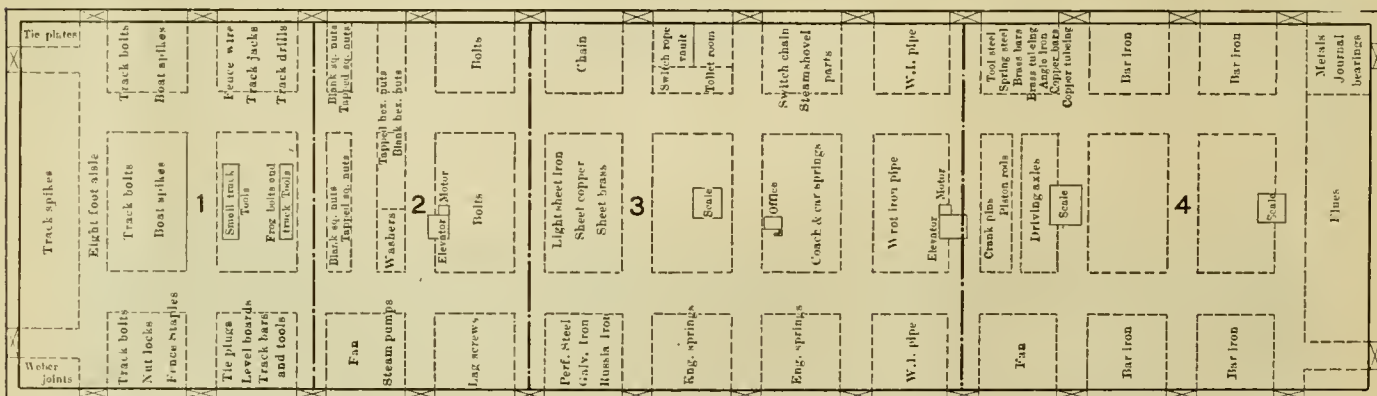 Tie plates
Track spikes
Weber
joints
Eight foot aisle
Track bolts
Boat spikes
Track bolts
Boat spikes
Track bolts
Nut locks
Fence Staples
1
Fence wire
Track jacks
Track drills
Small track
Tools
Frog bolts and
track Tools
Tie plugs
Level boards
Track bars
and tools
Blank sq. nuts
Tapped sq. nuts
Tapped hex. nuts
Blank hex. nuts
Blank sq. nuts
Tapped sq. nuts
Washers
Fan
Steam pumps
2
Bolts
Elevator
Motor
Bolts
Lag screws
Chain
Light sheet iron
Sheet copper
Sheet brass
Perf. Steel
Galv. Iron
Russia Iron
3
Switch rope
vault
Toilet room
Scale
Eng. springs
Switch chain
Steamshovel
parts
Office
Coach & car springs
Eng. springs
W.I. pipe
Wrot iron pipe
Elevator
Motor
W.I. pipe
Tool steel
Spring steel
Brass bars
Brass tubing
Anglo Iron
Copper bars
Copper tubeing
Crank pins
Piston rods
Driving axles
Scale
Fan
Bar iron
Bar iron
4
Bar iron
Scale
Bar iron
Metals
Journal
bearings
Flues